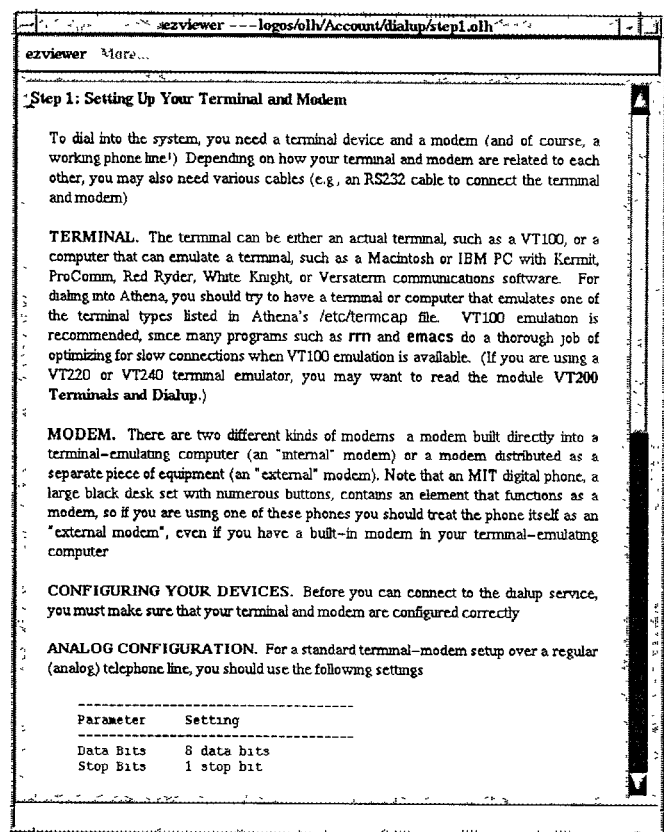 ezviewer ---logos/olh/Account/dialup/step1.olh
ezviewer More...
Step 1: Setting Up Your Terminal and Modem
To dial into the system, you need a terminal device and a modem (and of course, a
working phone line!) Depending on how your terminal and modem are related to each
other, you may also need various cables (e.g, an RS232 cable to connect the terminal
and modem)
TERMINAL. The terminal can be either an actual terminal, such as a VT100, or a
computer that can emulate a terminal, such as a Macintosh or IBM PC with Kermit,
ProComm, Red Ryder, White Knight, or Versaterm communications software. For
dialing into Athena, you should try to have a terminal or computer that emulates one of
the terminal types listed in Athena's /etc/termcap file. VT100 emulation is
recommended, since many programs such as rrn and emacs do a thorough job of
optimizing for slow connections when VT100 emulation is available. (If you are using a
VT220 or VT240 terminal emulator, you may want to read the module VT200
Terminals and Dialup.)
MODEM. There are two different kinds of modems a modem built directly into a
terminal-emulating computer (an "internal" modem) or a modem distributed as a
separate piece of equipment (an "external" modem). Note that an MIT digital phone, a
large black desk set with numerous buttons, contains an element that functions as a
modem, so if you are using one of these phones you should treat the phone itself as an
"external modem", even if you have a built-in modem in your terminal-emulating
computer
CONFIGURING YOUR DEVICES. Before you can connect to the dialup service,
you must make sure that your terminal and modem are configured correctly
ANALOG CONFIGURATION. For a standard terminal-modem setup over a regular
(analog) telephone line, you should use the following settings
-----------------------------------
Parameter Setting
-----------------------------------
Data Bits 8 data bits
Stop Bits 1 stop bit